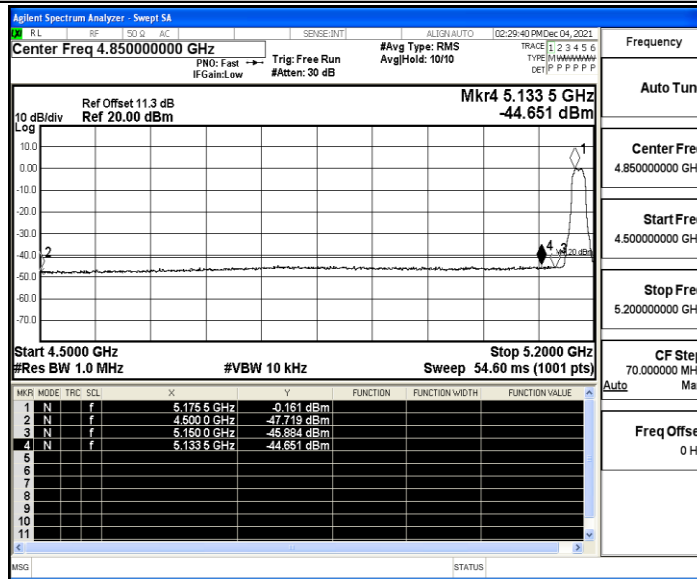 Agilent Spectrum Analyzer - Swept SA
RL RF 50 Ω AC SENSE:INT ALIGN AUTO 02:29:40 PM Dec 04, 2021
Center Freq 4.850000000 GHz
PNO: Fast
IFGain:Low
Trig: Free Run
#Atten: 30 dB
#Avg Type: RMS
Avg|Hold: 10/10
TRACE 1 2 3 4 5 6
TYPE M
DET P P P P P P
Frequency
Auto Tun
Ref Offset 11.3 dB
10 dB/div Ref 20.00 dBm
Log
Mkr4 5.133 5 GHz
-44.651 dBm
10.0
0.00
-10.0
-20.0
-30.0
-40.0
-50.0
-60.0
-70.0
1
2
4
3
20 dBm
Start 4.5000 GHz Stop 5.2000 GHz
#Res BW 1.0 MHz #VBW 10 kHz Sweep 54.60 ms (1001 pts)
MKR MODE TRC SCL X Y FUNCTION FUNCTION WIDTH FUNCTION VALUE
1 N f 5.175 5 GHz -0.161 dBm
2 N f 4.500 0 GHz -47.719 dBm
3 N f 5.150 0 GHz -45.884 dBm
4 N f 5.133 5 GHz -44.651 dBm
5
6
7
8
9
10
11
Center Fre
4.850000000 GH
Start Fre
4.500000000 GH
Stop Fre
5.200000000 GH
CF Ste
70.000000 MH
Auto Ma
Freq Offse
0 H
MSG STATUS